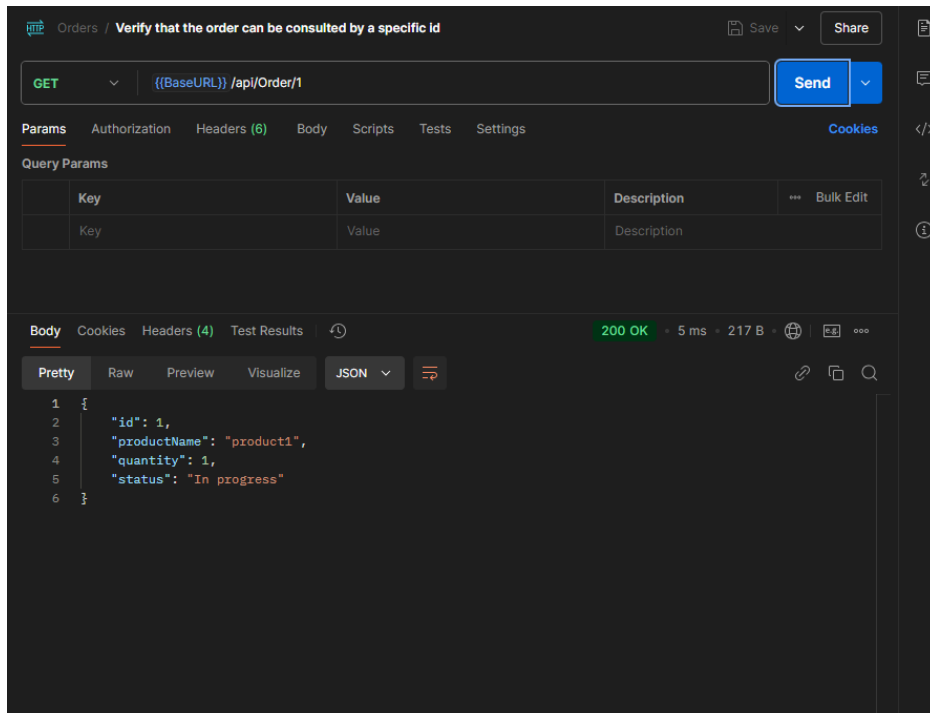 HTTP Orders / Verify that the order can be consulted by a specific id Save Share
GET {{BaseURL}} /api/Order/1 Send
Params Authorization Headers (6) Body Scripts Tests Settings Cookies
Query Params
Key Value Description Bulk Edit
Key Value Description
Body Cookies Headers (4) Test Results 200 OK 5 ms 217 B e.g.
Pretty Raw Preview Visualize JSON
1 {
2 "id": 1,
3 "productName": "product1",
4 "quantity": 1,
5 "status": "In progress"
6 }